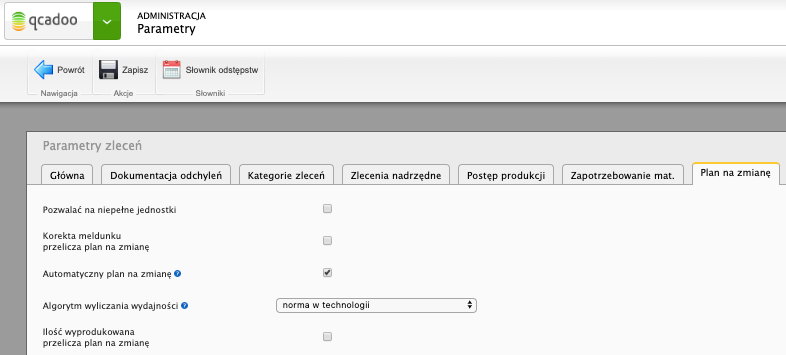 qcadoo
ADMINISTRACJA
Parametry
Powrót
Zapisz
Słownik odstępstw
Nawigacja
Akcje
Słowniki
Parametry zleceń
Główna
Dokumentacja odchyleń
Kategorie zleceń
Zlecenia nadrzędne
Postęp produkcji
Zapotrzebowanie mat.
Plan na zmianę
Pozwalać na niepełne jednostki
Korekta meldunku
przelicza plan na zmianę
Automatyczny plan na zmianę
Algorytm wyliczania wydajności
norma w technologii
Ilość wyprodukowana
przelicza plan na zmianę